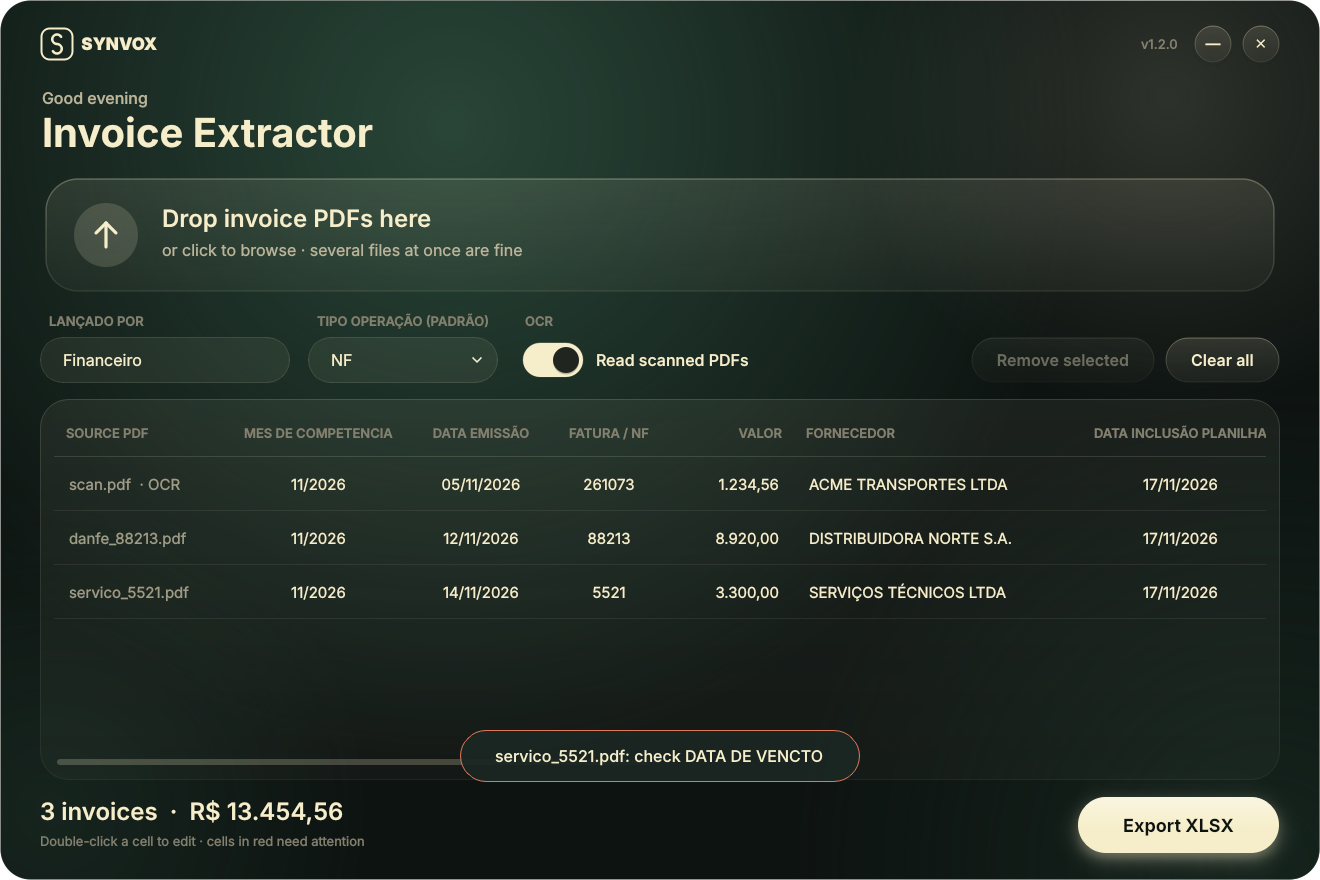 S SYNVOX
v1.2.0
Good evening
Invoice Extractor
Drop invoice PDFs here
or click to browse · several files at once are fine
LANÇADO POR TIPO OPERAÇÃO (PADRÃO) OCR
Financeiro NF Read scanned PDFs Remove selected Clear all
SOURCE PDF MES DE COMPETENCIA DATA EMISSÃO FATURA / NF VALOR FORNECEDOR DATA INCLUSÃO PLANILHA
scan.pdf · OCR 11/2026 05/11/2026 261073 1.234,56 ACME TRANSPORTES LTDA 17/11/2026
danfe_88213.pdf 11/2026 12/11/2026 88213 8.920,00 DISTRIBUIDORA NORTE S.A. 17/11/2026
servico_5521.pdf 11/2026 14/11/2026 5521 3.300,00 SERVIÇOS TÉCNICOS LTDA 17/11/2026
servico_5521.pdf: check DATA DE VENCTO
3 invoices · R$ 13.454,56
Double-click a cell to edit · cells in red need attention
Export XLSX